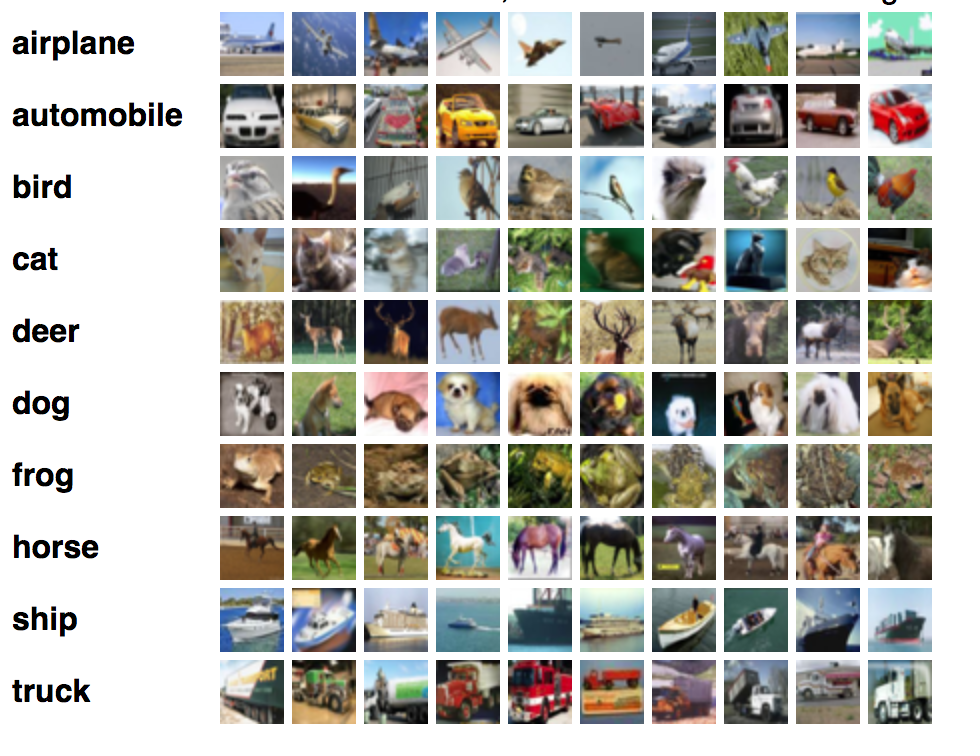 airplane
automobile
bird
cat
deer
dog
frog
horse
ship
truck